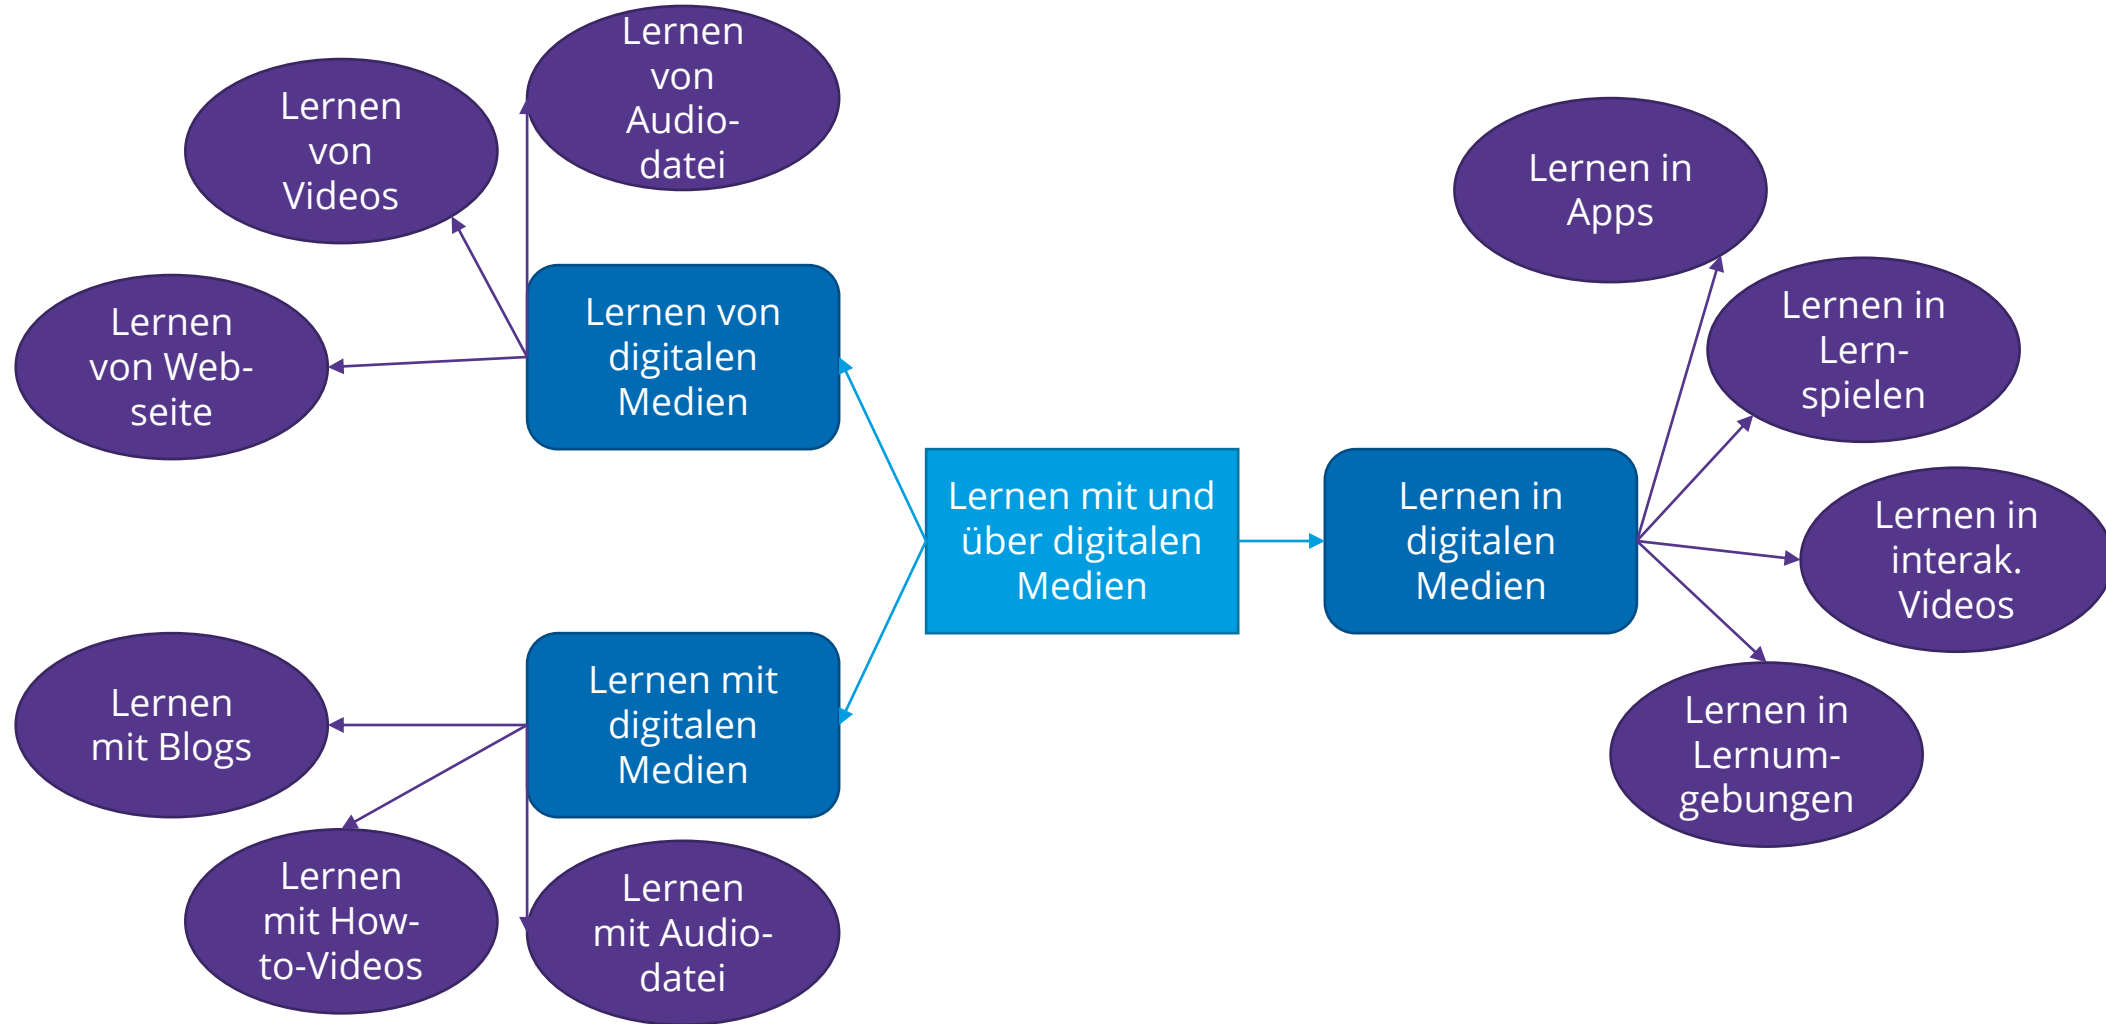 Lernen
von
Audio-
datei
Lernen
von
Videos
Lernen
von Web-
seite
Lernen von
digitalen
Medien
Lernen mit und
über digitalen
Medien
Lernen mit
digitalen
Medien
Lernen
mit Blogs
Lernen
mit How-
to-Videos
Lernen
mit Audio-
datei
Lernen in
digitalen
Medien
Lernen in
Apps
Lernen in
Lern-
spielen
Lernen in
interak.
Videos
Lernen in
Lernum-
gebungen